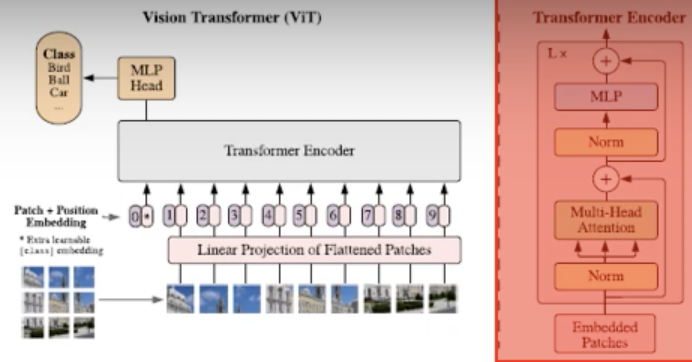 Vision Transformer (ViT)
Class
Bird
Ball
Car
...
MLP
Head
Transformer Encoder
Patch + Position
Embedding
0 * 1 2 3 4 5 6 7 8 9
* Extra learnable
[class] embedding
Linear Projection of Flattened Patches
Transformer Encoder
L ×
+
MLP
Norm
+
Multi-Head
Attention
Norm
Embedded
Patches